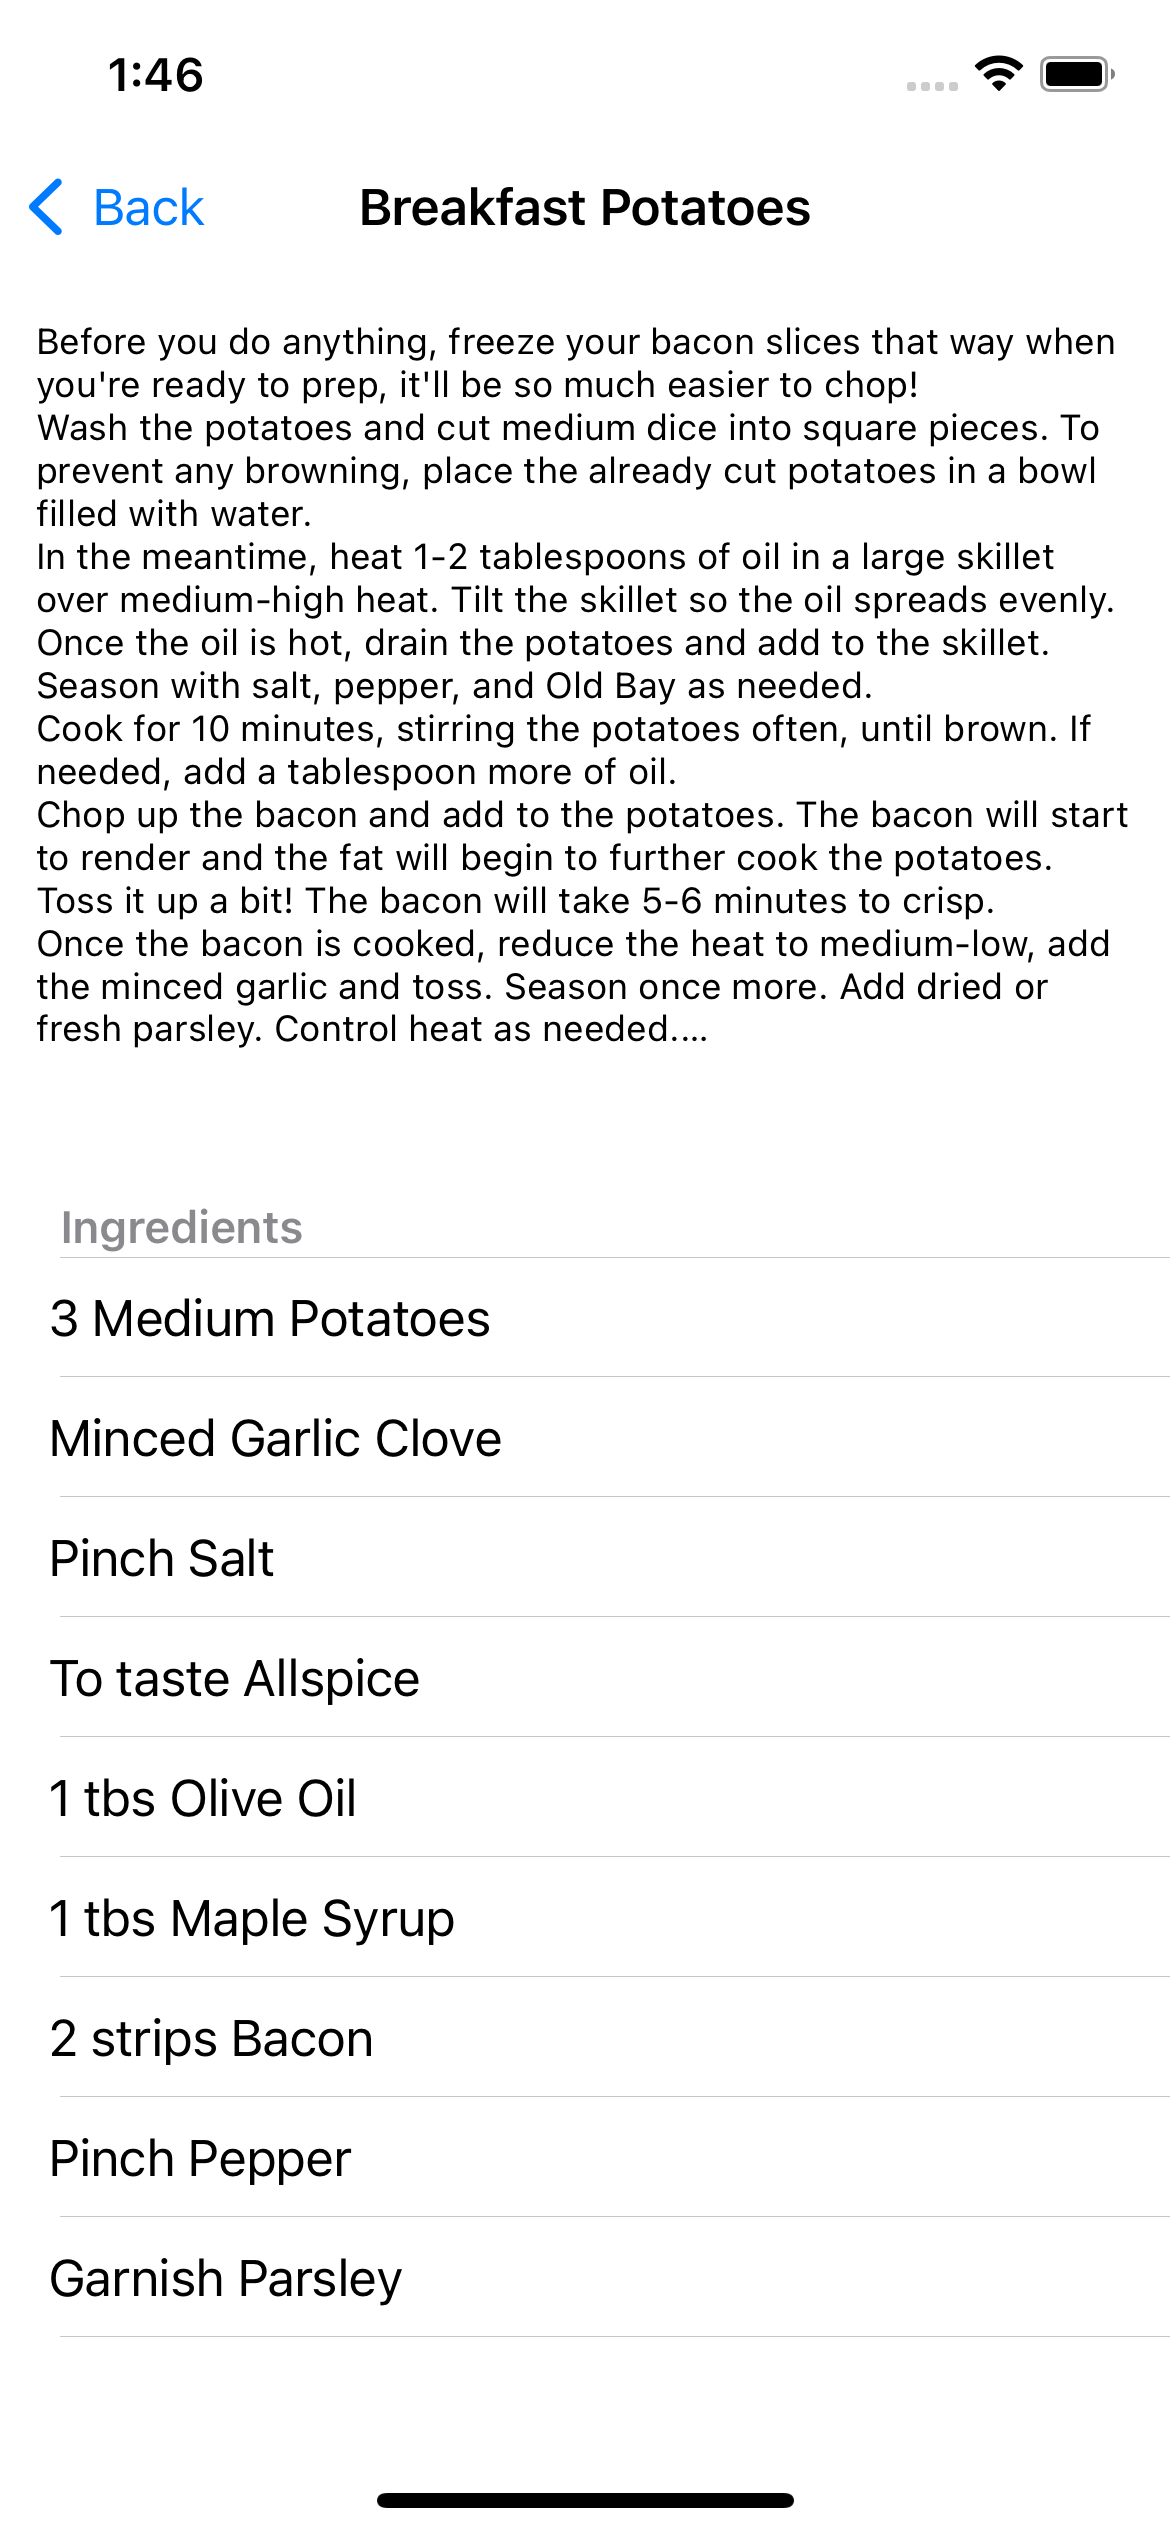 1:46
Back
Breakfast Potatoes
Before you do anything, freeze your bacon slices that way when
you're ready to prep, it'll be so much easier to chop!
Wash the potatoes and cut medium dice into square pieces. To
prevent any browning, place the already cut potatoes in a bowl
filled with water.
In the meantime, heat 1-2 tablespoons of oil in a large skillet
over medium-high heat. Tilt the skillet so the oil spreads evenly.
Once the oil is hot, drain the potatoes and add to the skillet.
Season with salt, pepper, and Old Bay as needed.
Cook for 10 minutes, stirring the potatoes often, until brown. If
needed, add a tablespoon more of oil.
Chop up the bacon and add to the potatoes. The bacon will start
to render and the fat will begin to further cook the potatoes.
Toss it up a bit! The bacon will take 5-6 minutes to crisp.
Once the bacon is cooked, reduce the heat to medium-low, add
the minced garlic and toss. Season once more. Add dried or
fresh parsley. Control heat as needed....
Ingredients
3 Medium Potatoes
Minced Garlic Clove
Pinch Salt
To taste Allspice
1 tbs Olive Oil
1 tbs Maple Syrup
2 strips Bacon
Pinch Pepper
Garnish Parsley